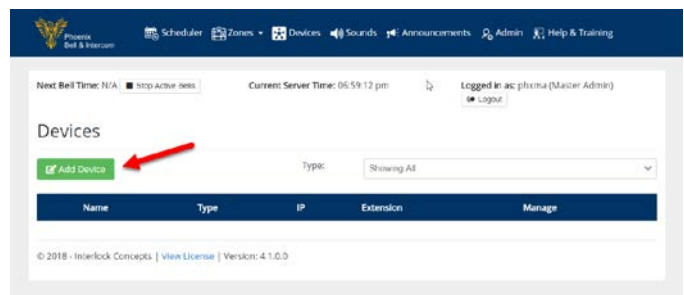 Phoenix
Bell & Intercom
Scheduler Zones Devices Sounds Announcements Admin Help & Training
Next Bell Time: N/A Stop Active Bells Current Server Time: 06:59:12 pm Logged in as: phxma (Master Admin)
Logout
Devices
Add Device Type: Showing All
Name Type IP Extension Manage
© 2018 - Interlock Concepts | View License | Version: 4.1.0.0